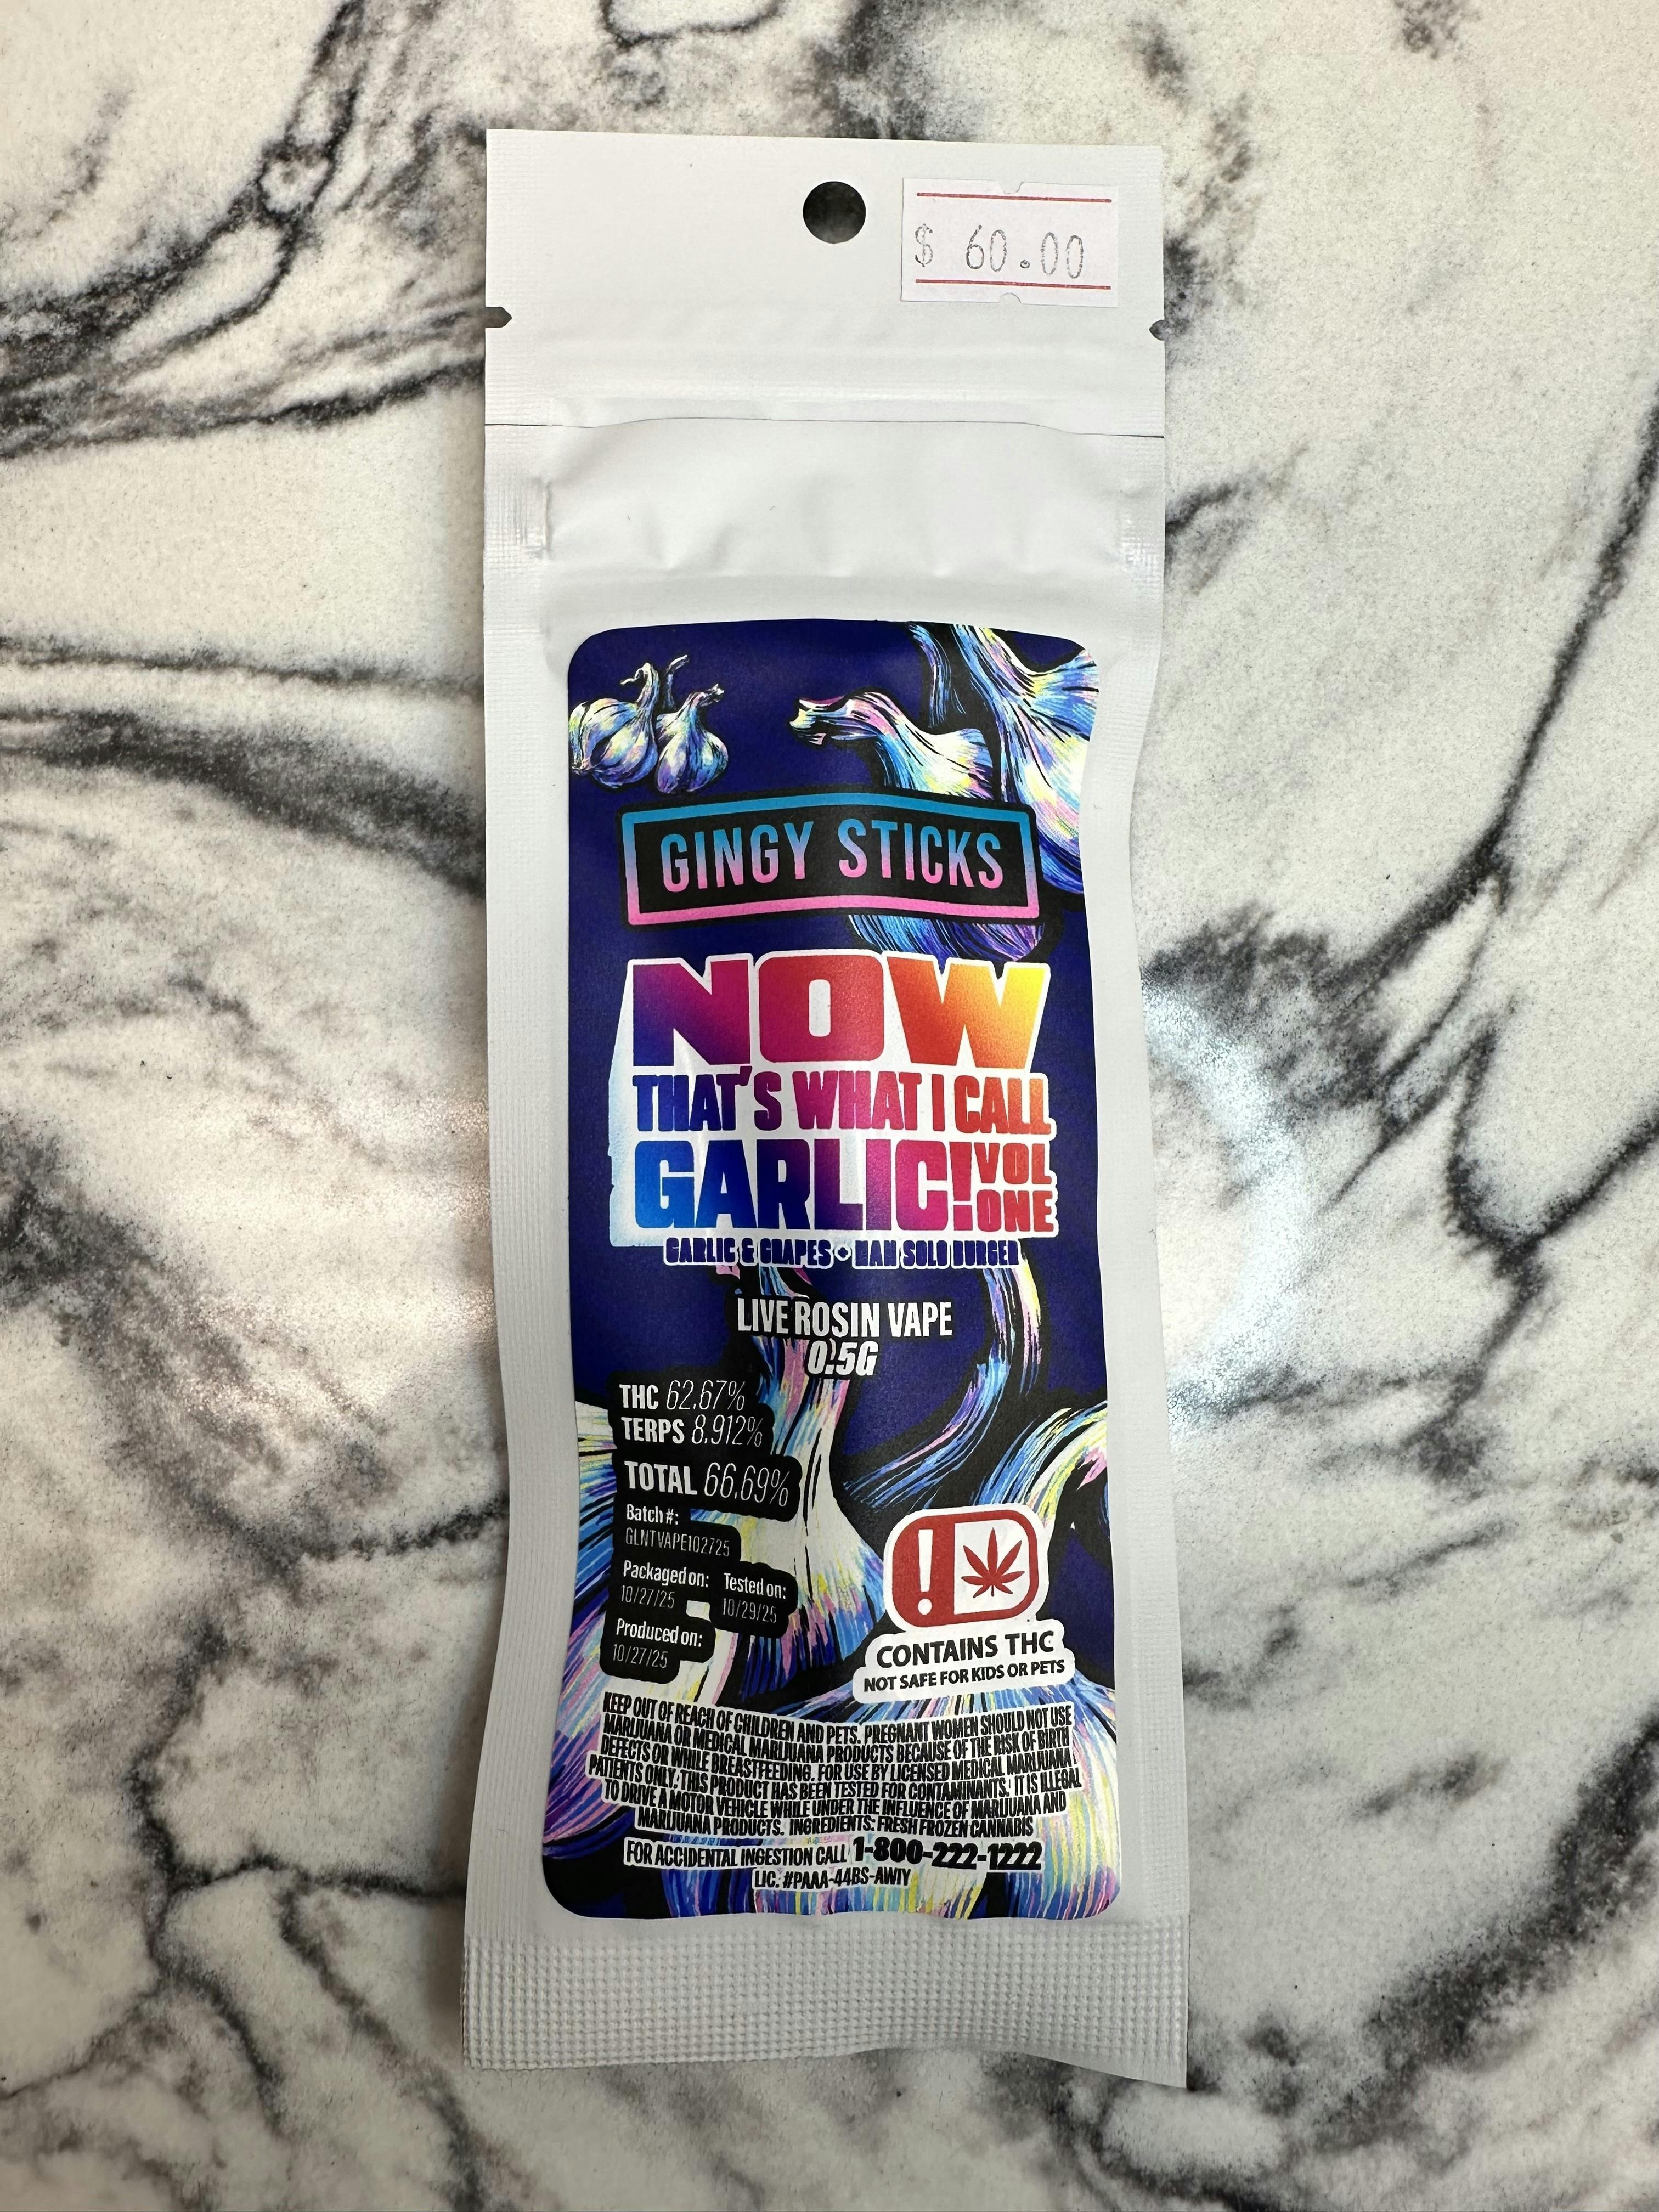 $ 60.00
GINGY STICKS
NOW
THAT'S WHAT I CALL
GARLIC! VOL ONE
GARLIC & GRAPES + HAN SOLO BURGER
LIVE ROSIN VAPE
0.5G
THC 62.67%
TERPS 8.912%
TOTAL 66.69%
Batch#:
GLNTVAPE102725
Packaged on: Tested on:
10/27/25 10/29/25
Produced on:
10/27/25
!
CONTAINS THC
NOT SAFE FOR KIDS OR PETS
KEEP OUT OF REACH OF CHILDREN AND PETS. PREGNANT WOMEN SHOULD NOT USE
MARIJUANA OR MEDICAL MARIJUANA PRODUCTS BECAUSE OF THE RISK OF BIRTH
DEFECTS OR WHILE BREASTFEEDING. FOR USE BY LICENSED MEDICAL MARIJUANA
PATIENTS ONLY. THIS PRODUCT HAS BEEN TESTED FOR CONTAMINANTS. IT IS ILLEGAL
TO DRIVE A MOTOR VEHICLE WHILE UNDER THE INFLUENCE OF MARIJUANA AND
MARIJUANA PRODUCTS. INGREDIENTS: FRESH FROZEN CANNABIS
FOR ACCIDENTAL INGESTION CALL 1-800-222-1222
LIC. #PAAA-44BS-AWIY